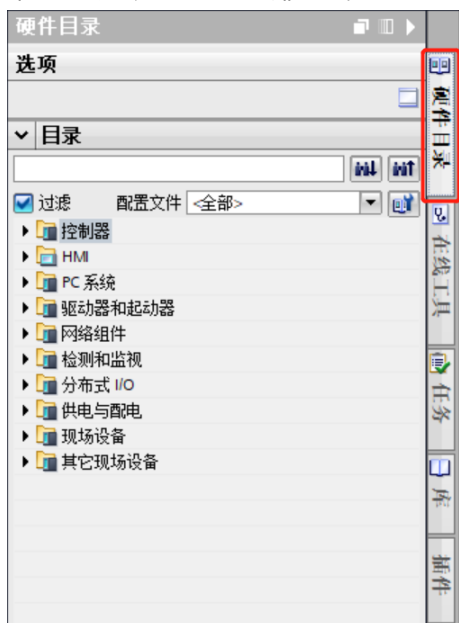 硬件目录
选项
目录
过滤 配置文件 <全部>
控制器
HMI
PC 系统
驱动器和起动器
网络组件
检测和监视
分布式 I/O
供电与配电
现场设备
其它现场设备
硬件目录
在线工具
任务
库
插件